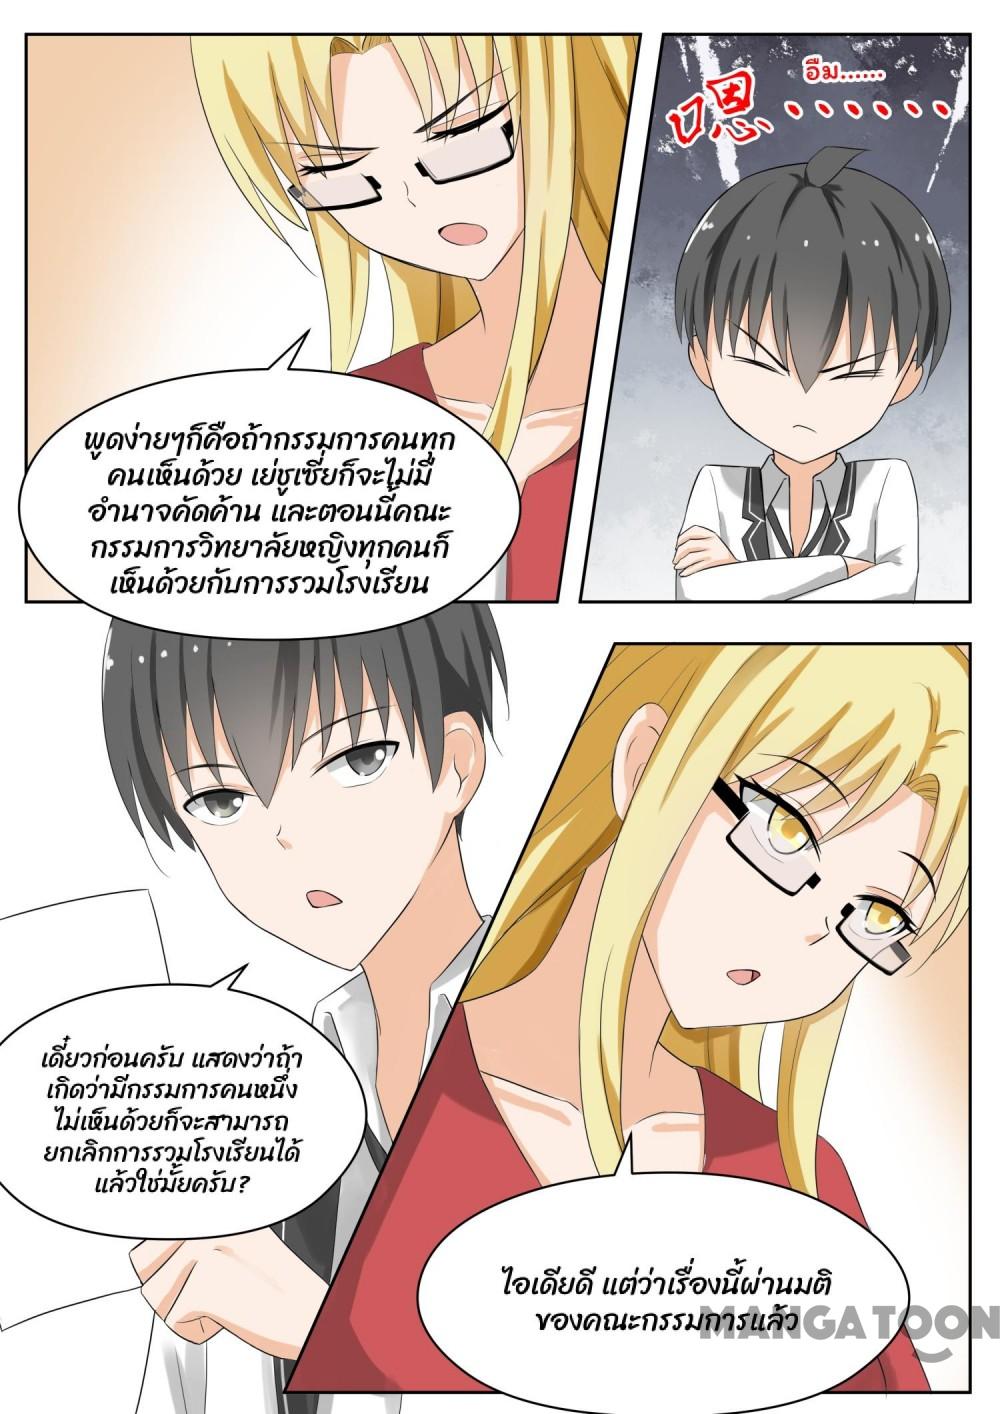 พูดง่ายๆก็คือถ้ากรรมการคนทุก
คนเห็นด้วย เย่ชูเซี่ยก็จะไม่มี
อำนาจคัดค้าน และตอนนี้คณะ
กรรมการวิทยาลัยหญิงทุกคนก็
เห็นด้วยกับการรวมโรงเรียน
อืม......
嗯......
เดี๋ยวก่อนครับ แสดงว่าถ้า
เกิดว่ามีกรรมการคนหนึ่ง
ไม่เห็นด้วยก็จะสามารถ
ยกเลิกการรวมโรงเรียนได้
แล้วใช่มั้ยครับ?
ไอเดียดี แต่ว่าเรื่องนี้ผ่านมติ
ของคณะกรรมการแล้ว
MANGATOON